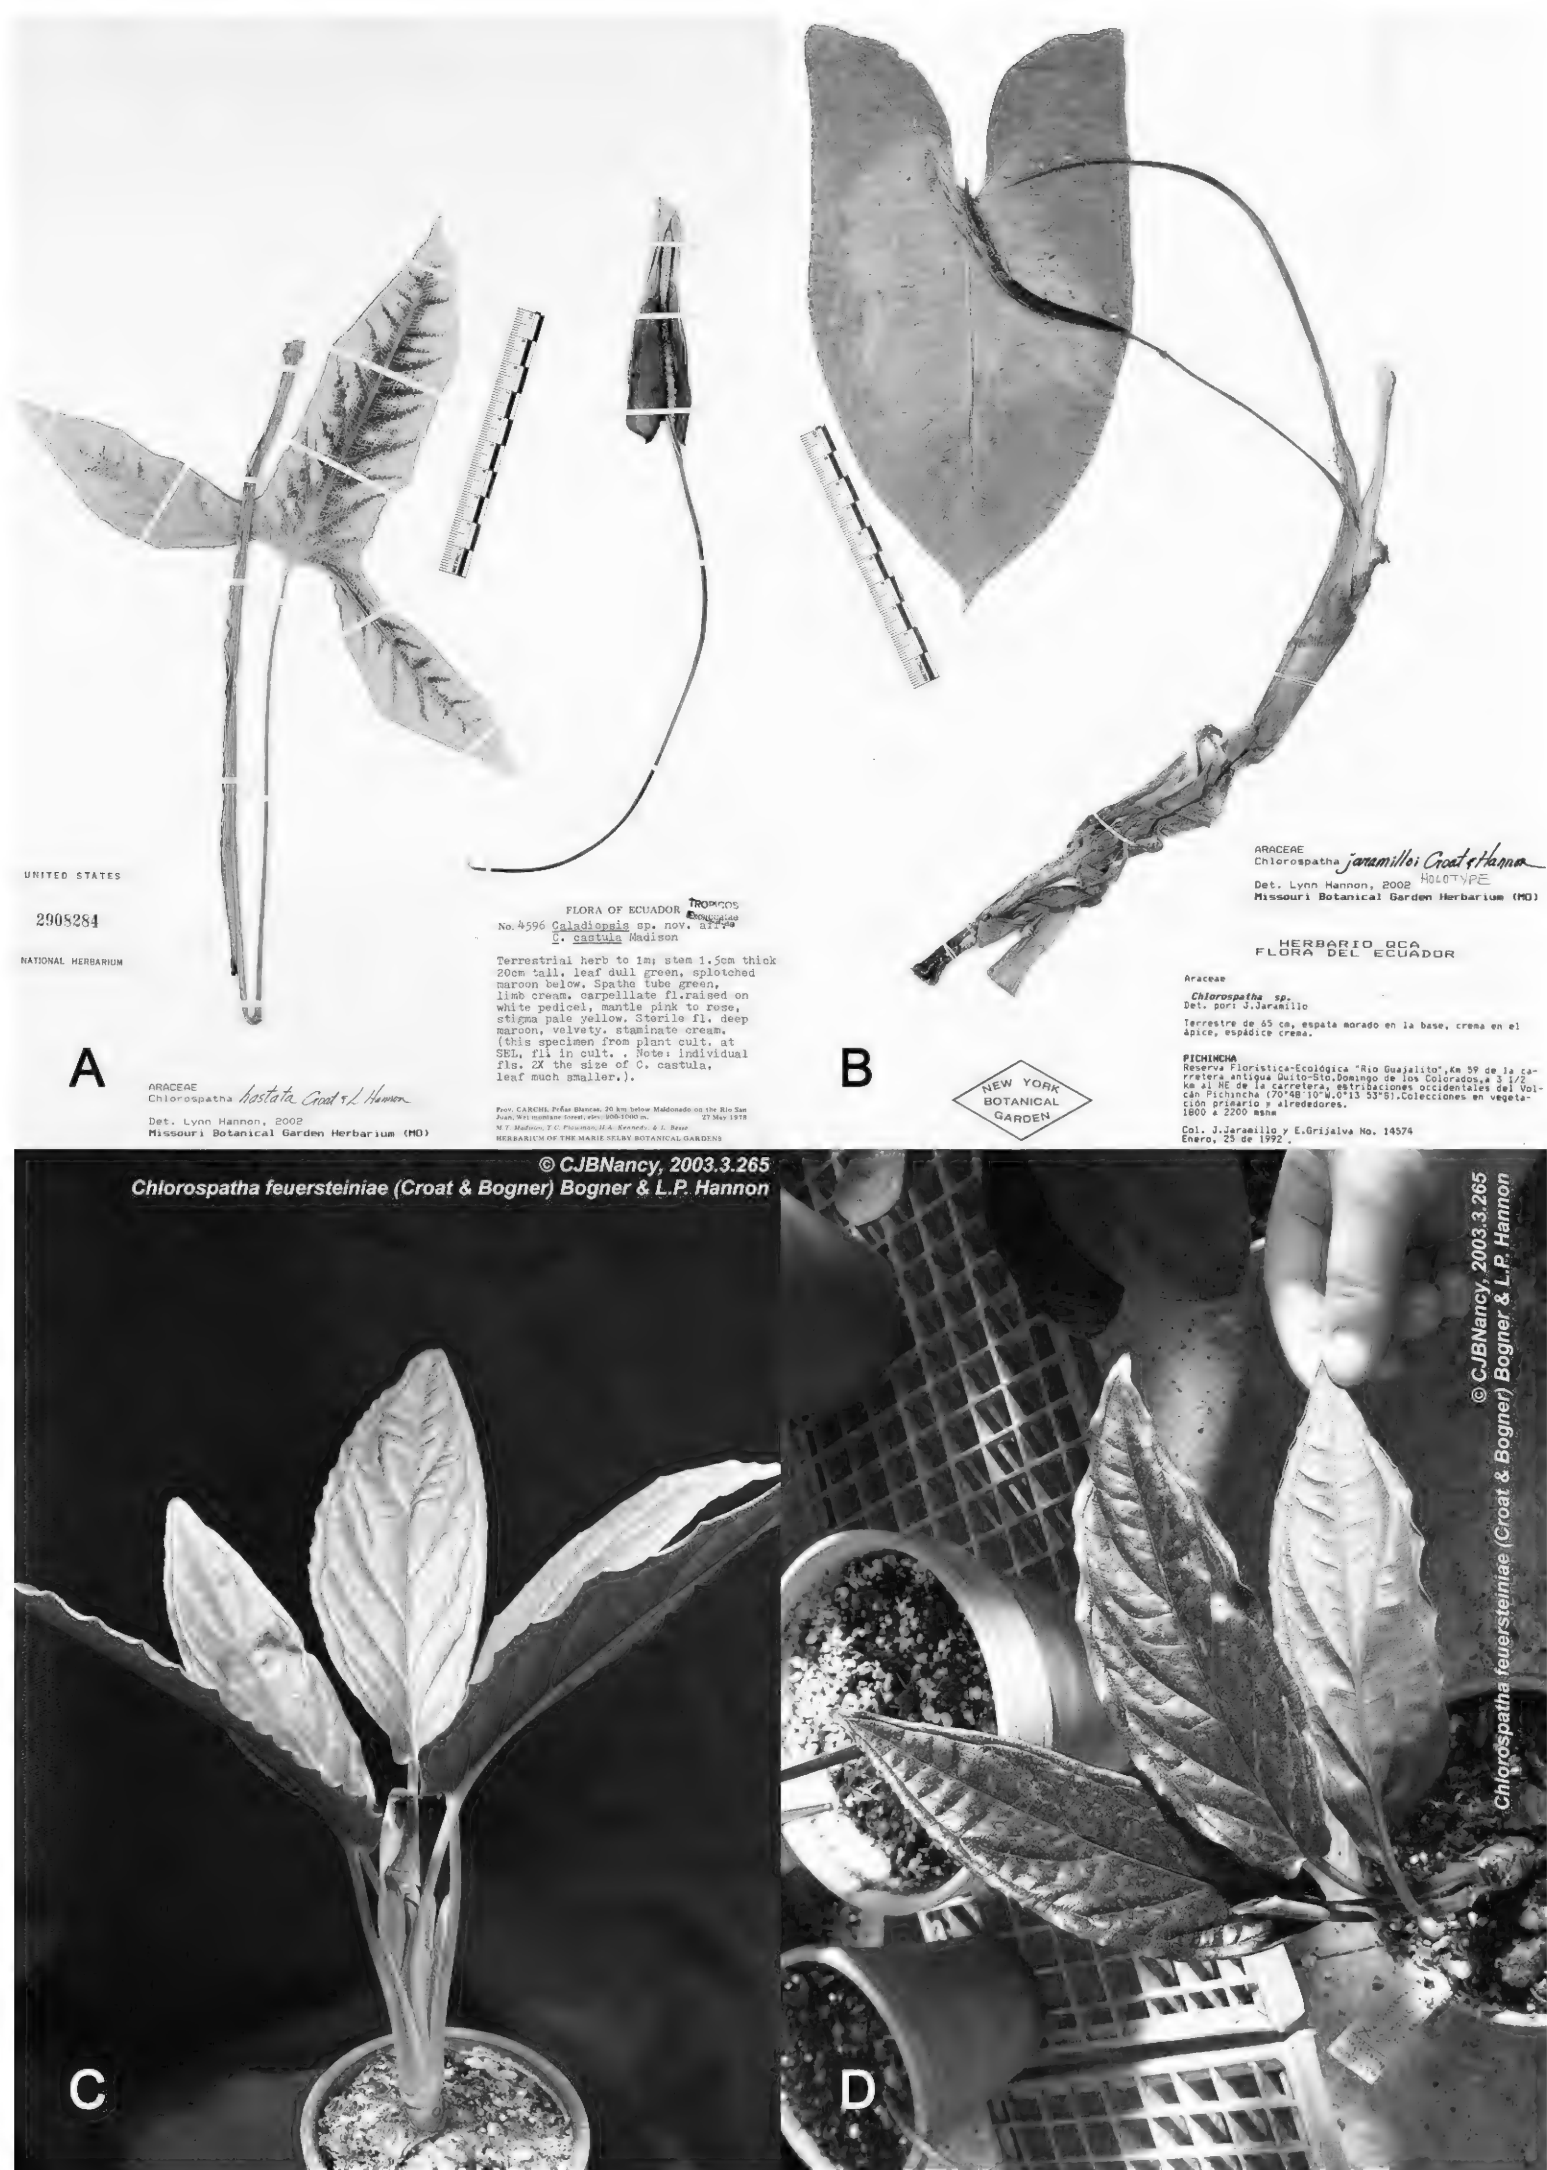 UNITED STATES
2908284
NATIONAL HERBARIUM
A
ARACEAE
Chlorospatha hastata Croat & L. Hannon
Det. Lynn Hannon, 2002
Missouri Botanical Garden Herbarium (MO)
TROPICOS
FLORA OF ECUADOR
No. 4596 Caladiopsis sp. nov. aff.
C. castula Madison
Terrestrial herb to 1m; stem 1.5cm thick
20cm tall. leaf dull green, splotched
maroon below. Spathe tube green,
limb cream. carpelllate fl.raised on
white pedicel, mantle pink to rose,
stigma pale yellow. Sterile fl. deep
maroon, velvety. staminate cream.
(this specimen from plant cult. at
SEL, fll in cult. . Note: individual
fls. 2X the size of C. castula,
leaf much smaller.).
Prov. CARCHI, Peñas Blancas, 20 km below Maldonado on the Rio San
Juan, Wet montane forest, elev. 900-1000 m. 27 May 1978
M.T. Madison, T.C. Plowman, H.A. Kennedy, & L. Besse
HERBARIUM OF THE MARIE SELBY BOTANICAL GARDENS
B
ARACEAE
Chlorospatha jaramilloi Croat & Hannon
HOLOTYPE
Det. Lynn Hannon, 2002
Missouri Botanical Garden Herbarium (MO)
HERBARIO QCA
FLORA DEL ECUADOR
Araceae
Chlorospatha sp.
Det. por: J.Jaramillo
Terrestre de 65 cm, espata morado en la base, crema en el
ápice, espádice crema.
PICHINCHA
Reserva Florística-Ecológica "Río Guajalito",Km 59 de la ca-
rretera antigua Quito-Sto.Domingo de los Colorados,a 3 1/2
km al NE de la carretera, estribaciones occidentales del Vol-
cán Pichincha (70°48'10"W,0°13'53"S).Colecciones en vegeta-
ción primario y alrededores.
1800 a 2200 msnm
Col. J.Jaramillo y E.Grijalva No. 14574
Enero, 25 de 1992 .
NEW YORK
BOTANICAL
GARDEN
© CJBNancy, 2003.3.265
Chlorospatha feuersteiniae (Croat & Bogner) Bogner & L.P. Hannon
C
© CJBNancy, 2003.3.265
Chlorospatha feuersteiniae (Croat & Bogner) Bogner & L.P. Hannon
D